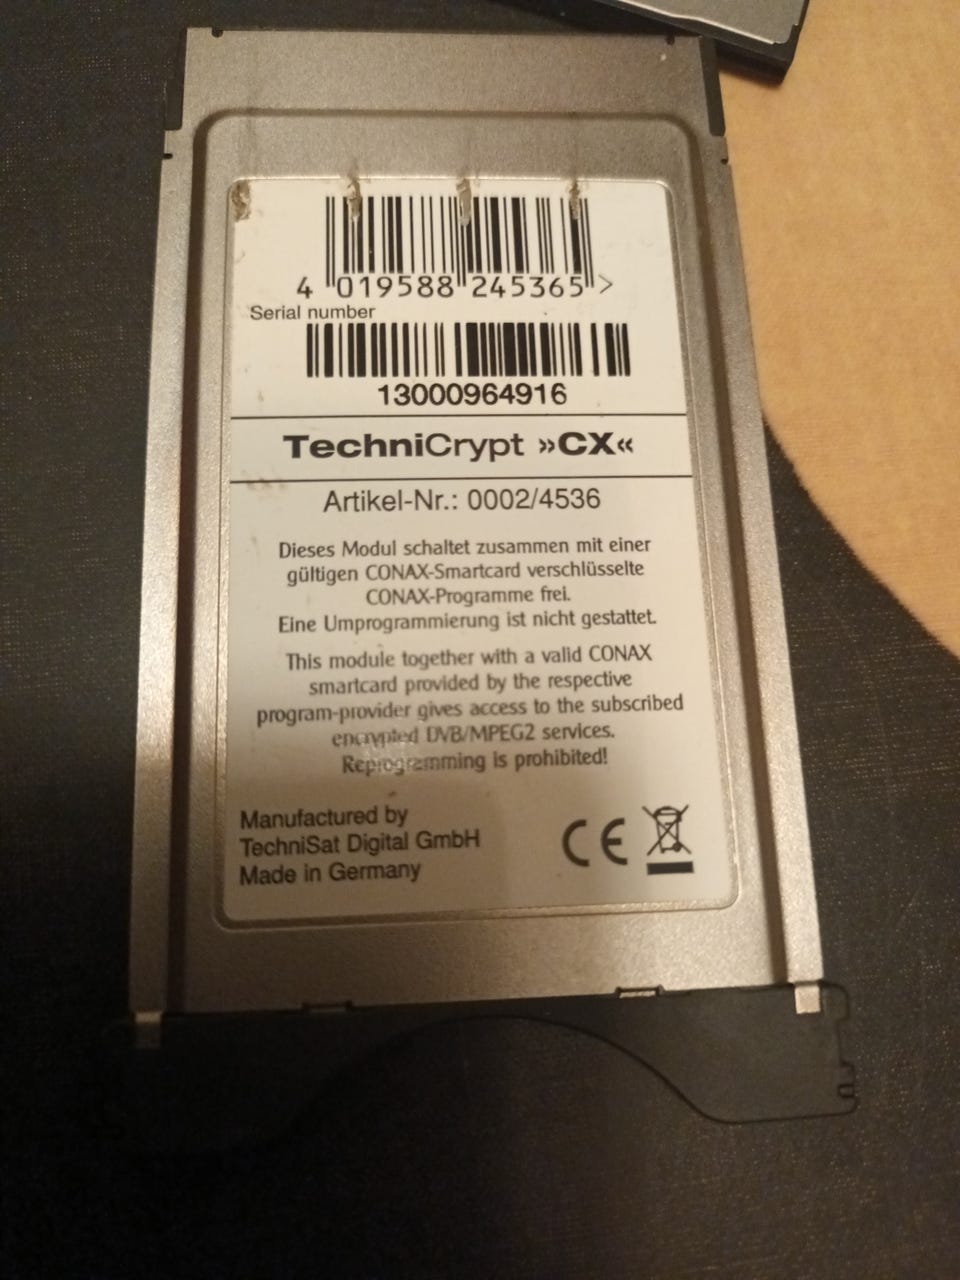 4 019588 245365 >
Serial number
13000964916
TechniCrypt »CX«
Artikel-Nr.: 0002/4536
Dieses Modul schaltet zusammen mit einer
gültigen CONAX-Smartcard verschlüsselte
CONAX-Programme frei.
Eine Umprogrammierung ist nicht gestattet.
This module together with a valid CONAX
smartcard provided by the respective
program-provider gives access to the subscribed
encrypted DVB/MPEG2 services.
Reprogramming is prohibited!
Manufactured by
TechniSat Digital GmbH
Made in Germany
CE